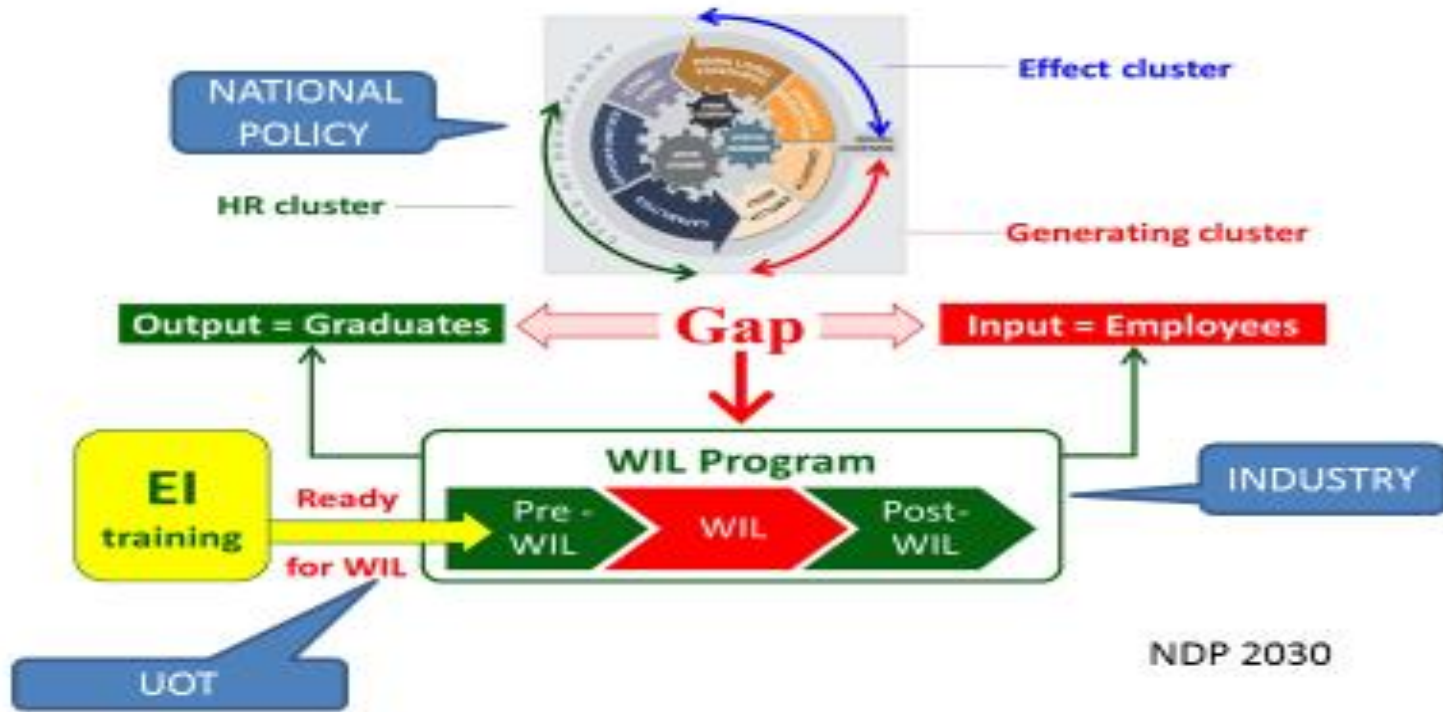 NATIONAL
POLICY
Effect cluster
HR cluster
Generating cluster
CAPABILITIES
Output = Graduates
Gap
Input = Employees
WIL Program
EI
training
Ready
for WIL
Pre -
WIL
WIL
Post-
WIL
INDUSTRY
UOT
NDP 2030